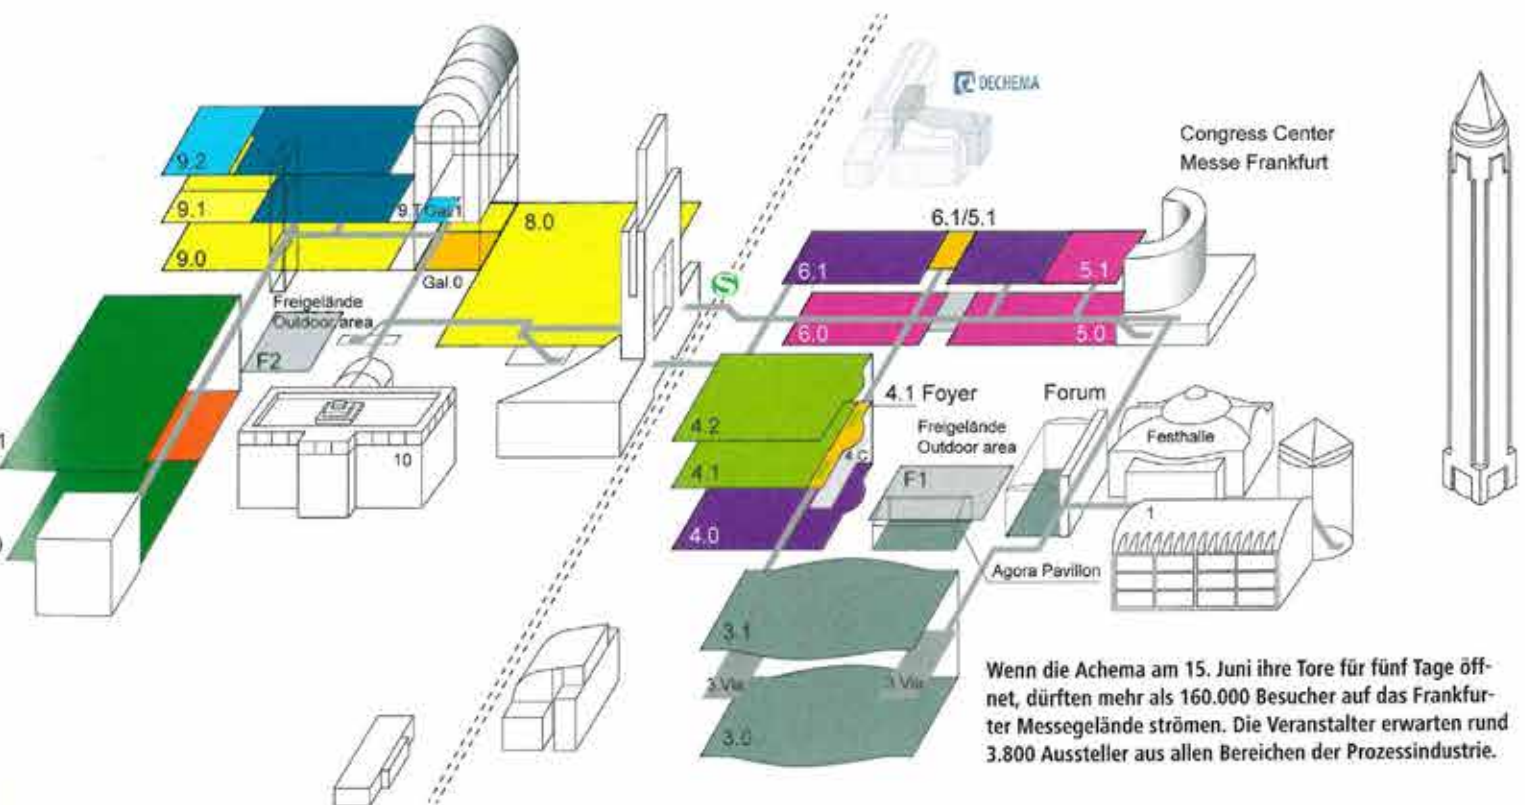 DECHEMA
Congress Center
Messe Frankfurt
9.2
9.1
Gal.1
8.0
6.1/5.1
9.0
6.1
5.1
Gal.0
S
Freigelände
Outdoor area
F2
6.0
5.0
4.1 Foyer
Forum
4.2
Freigelände
Outdoor area
Festhalle
10
4.1
4.C
F1
1
4.0
Agora Pavillon
3.1
3.Via
3.Via
3.0
Wenn die Achema am 15. Juni ihre Tore für fünf Tage öff-
net, dürften mehr als 160.000 Besucher auf das Frankfur-
ter Messegelände strömen. Die Veranstalter erwarten rund
3.800 Aussteller aus allen Bereichen der Prozessindustrie.